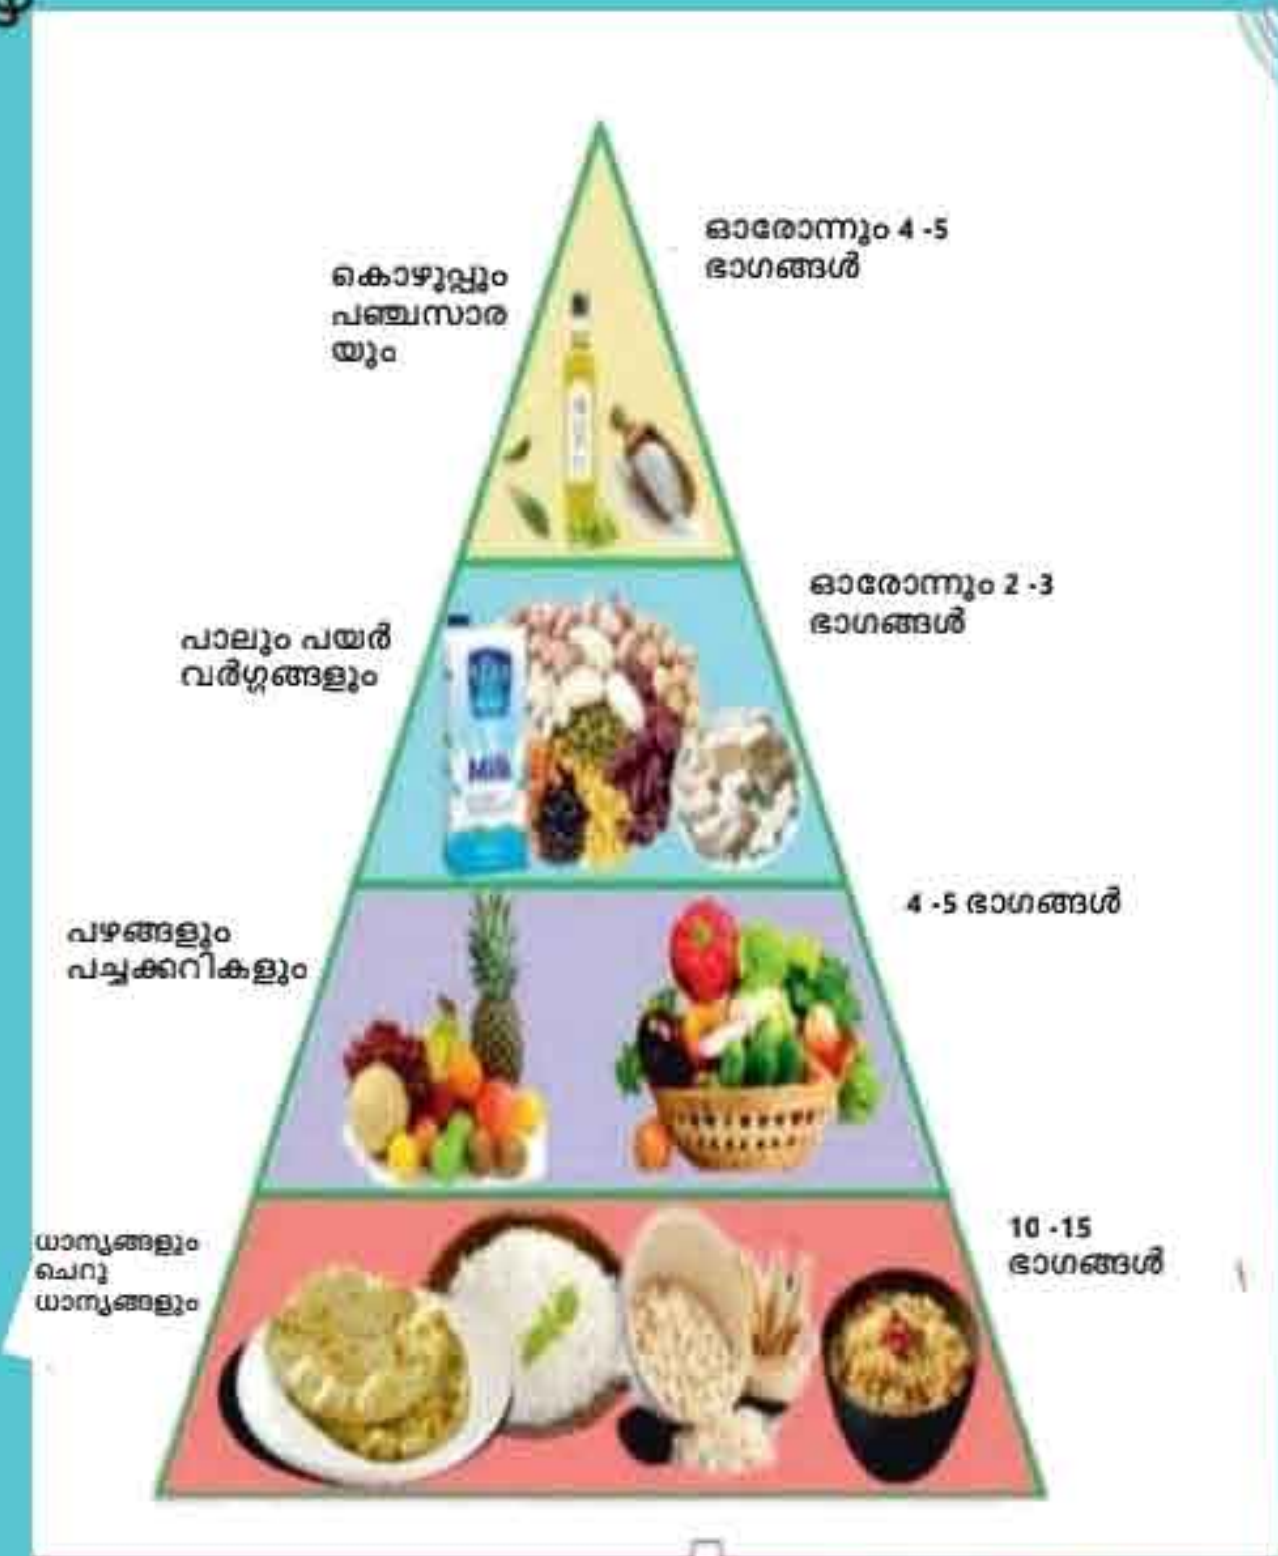 ഓരോന്നും 4 -5
ഭാഗങ്ങൾ
കൊഴുപ്പും
പഞ്ചസാര
യും
ഓരോന്നും 2 -3
ഭാഗങ്ങൾ
പാലും പയർ
വർഗ്ഗങ്ങളും
Milk
4 -5 ഭാഗങ്ങൾ
പഴങ്ങളും
പച്ചക്കറികളും
10 -15
ഭാഗങ്ങൾ
ധാന്യങ്ങളും
ചെറു
ധാന്യങ്ങളും